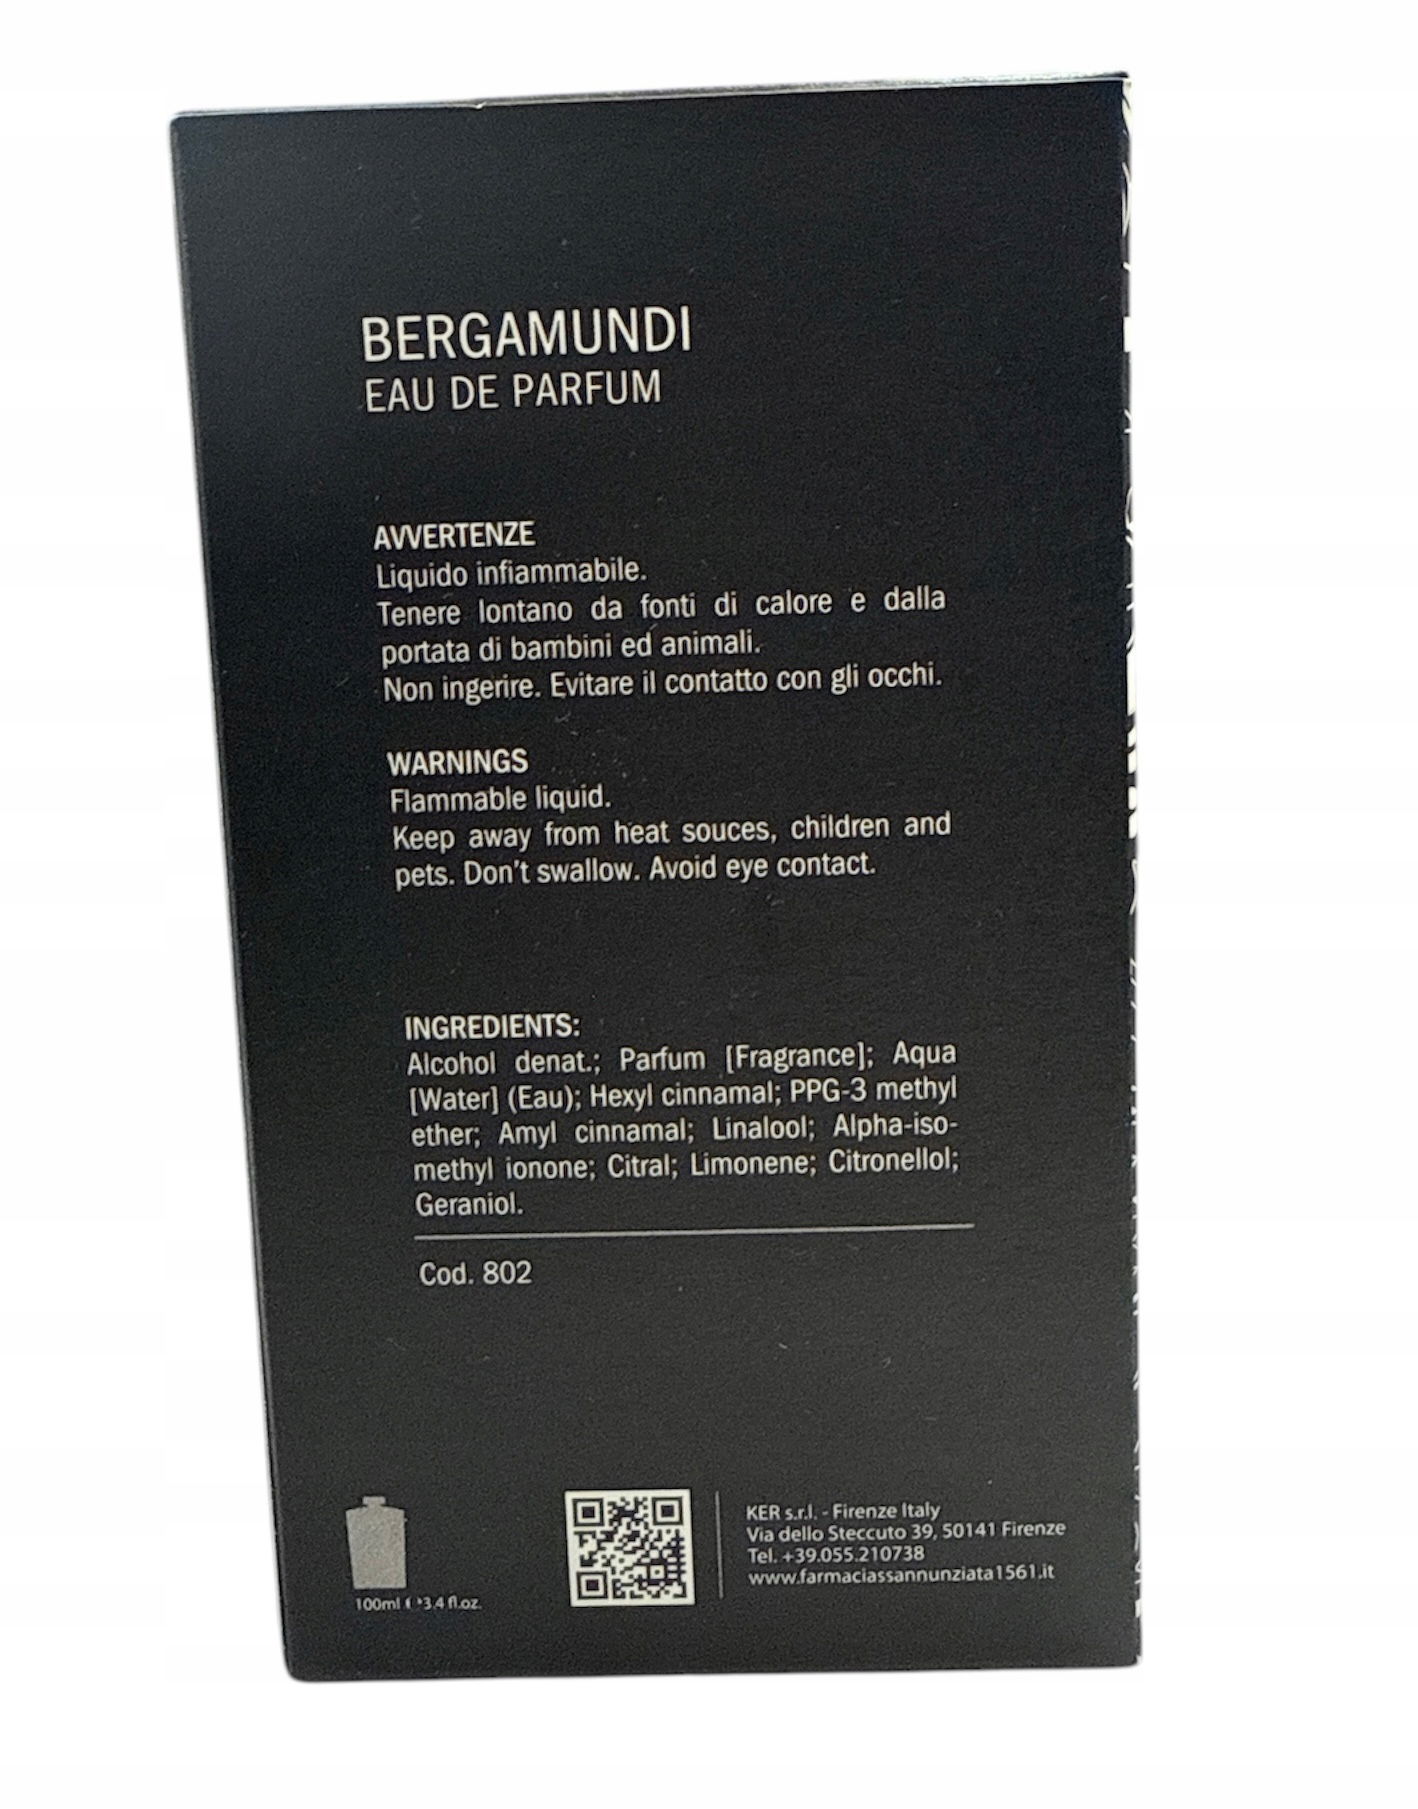 BERGAMUNDI
EAU DE PARFUM
AVVERTENZE
Liquido infiammabile.
Tenere lontano da fonti di calore e dalla
portata di bambini ed animali.
Non ingerire. Evitare il contatto con gli occhi.
WARNINGS
Flammable liquid.
Keep away from heat souces, children and
pets. Don't swallow. Avoid eye contact.
INGREDIENTS:
Alcohol denat.; Parfum [Fragrance]; Aqua
[Water] (Eau); Hexyl cinnamal; PPG-3 methyl
ether; Amyl cinnamal; Linalool; Alpha-iso-
methyl ionone; Citral; Limonene; Citronellol;
Geraniol.
Cod. 802
100ml 3.4 fl.oz.
KER s.r.l. - Firenze Italy
Via dello Steccuto 39, 50141 Firenze
Tel. +39.055.210738
www.farmaciassannunziata1561.it